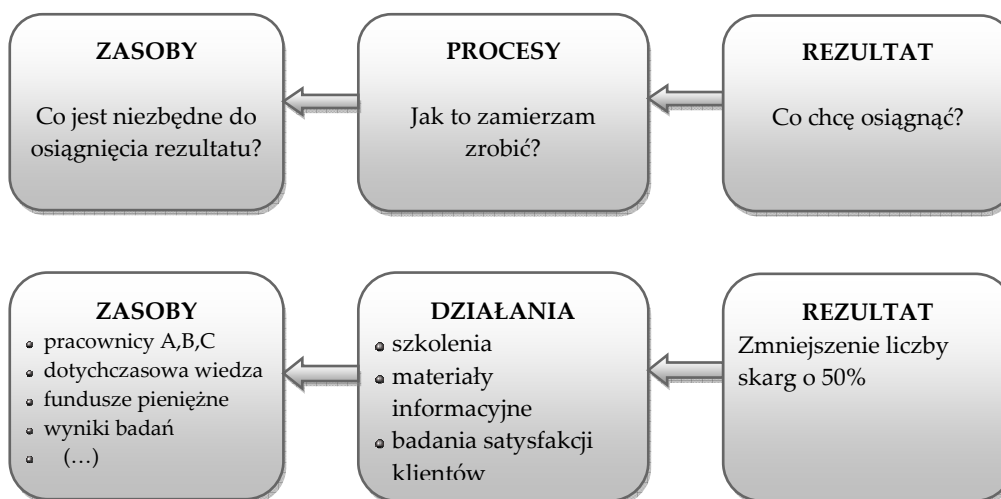 ZASOBY
Co jest niezbędne do
osiągnięcia rezultatu?
PROCESY
Jak to zamierzam
zrobić?
REZULTAT
Co chcę osiągnąć?
ZASOBY
pracownicy A,B,C
dotychczasowa wiedza
fundusze pieniężne
wyniki badań
(…)
DZIAŁANIA
szkolenia
materiały
informacyjne
badania satysfakcji
klientów
REZULTAT
Zmniejszenie liczby
skarg o 50%